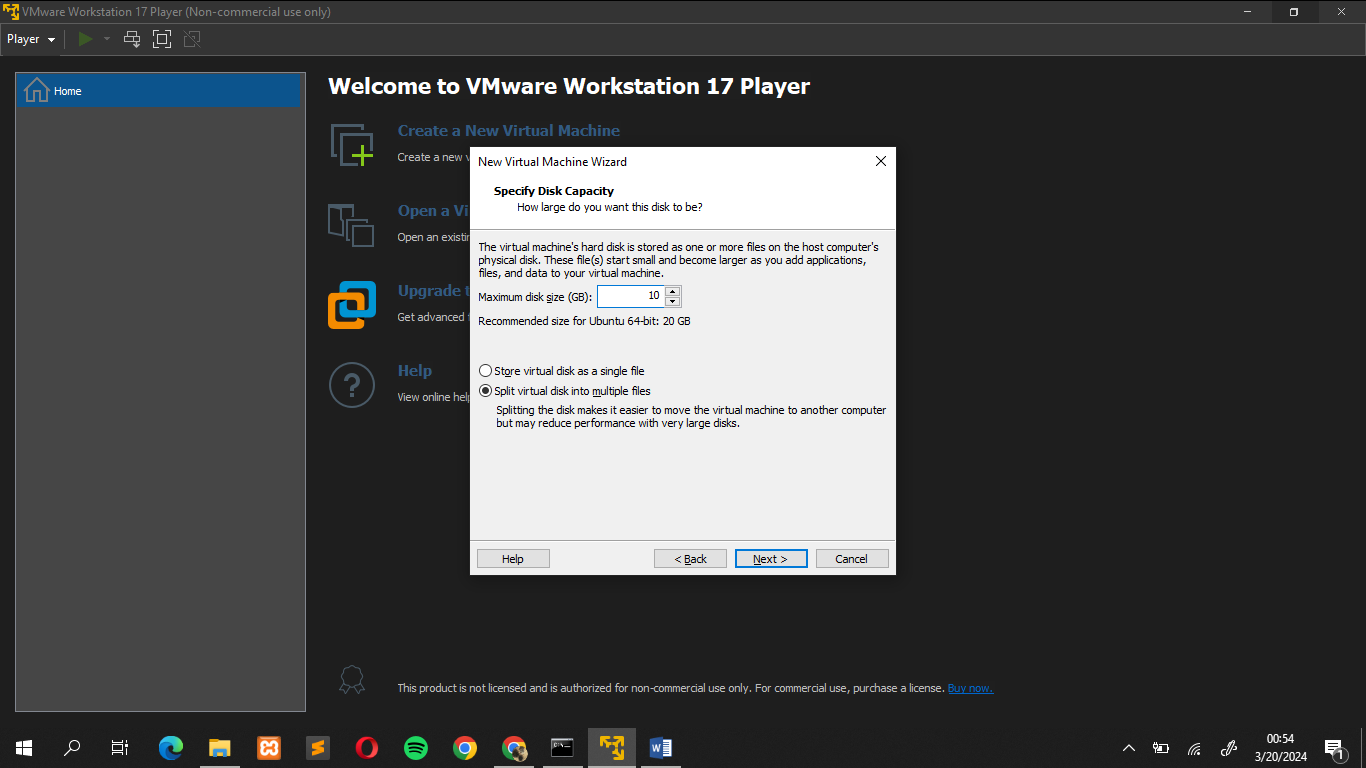 VMware Workstation 17 Player (Non-commercial use only)
Player
Home
Welcome to VMware Workstation 17 Player
Create a New Virtual Machine
Create a new v
Open a Vi
Open an existin
Upgrade t
Get advanced f
Help
View online help
New Virtual Machine Wizard
Specify Disk Capacity
How large do you want this disk to be?
The virtual machine's hard disk is stored as one or more files on the host computer's
physical disk. These file(s) start small and become larger as you add applications,
files, and data to your virtual machine.
Maximum disk size (GB): 10
Recommended size for Ubuntu 64-bit: 20 GB
Store virtual disk as a single file
Split virtual disk into multiple files
Splitting the disk makes it easier to move the virtual machine to another computer
but may reduce performance with very large disks.
Help < Back Next > Cancel
This product is not licensed and is authorized for non-commercial use only. For commercial use, purchase a license. Buy now.
00:54
3/20/2024
1